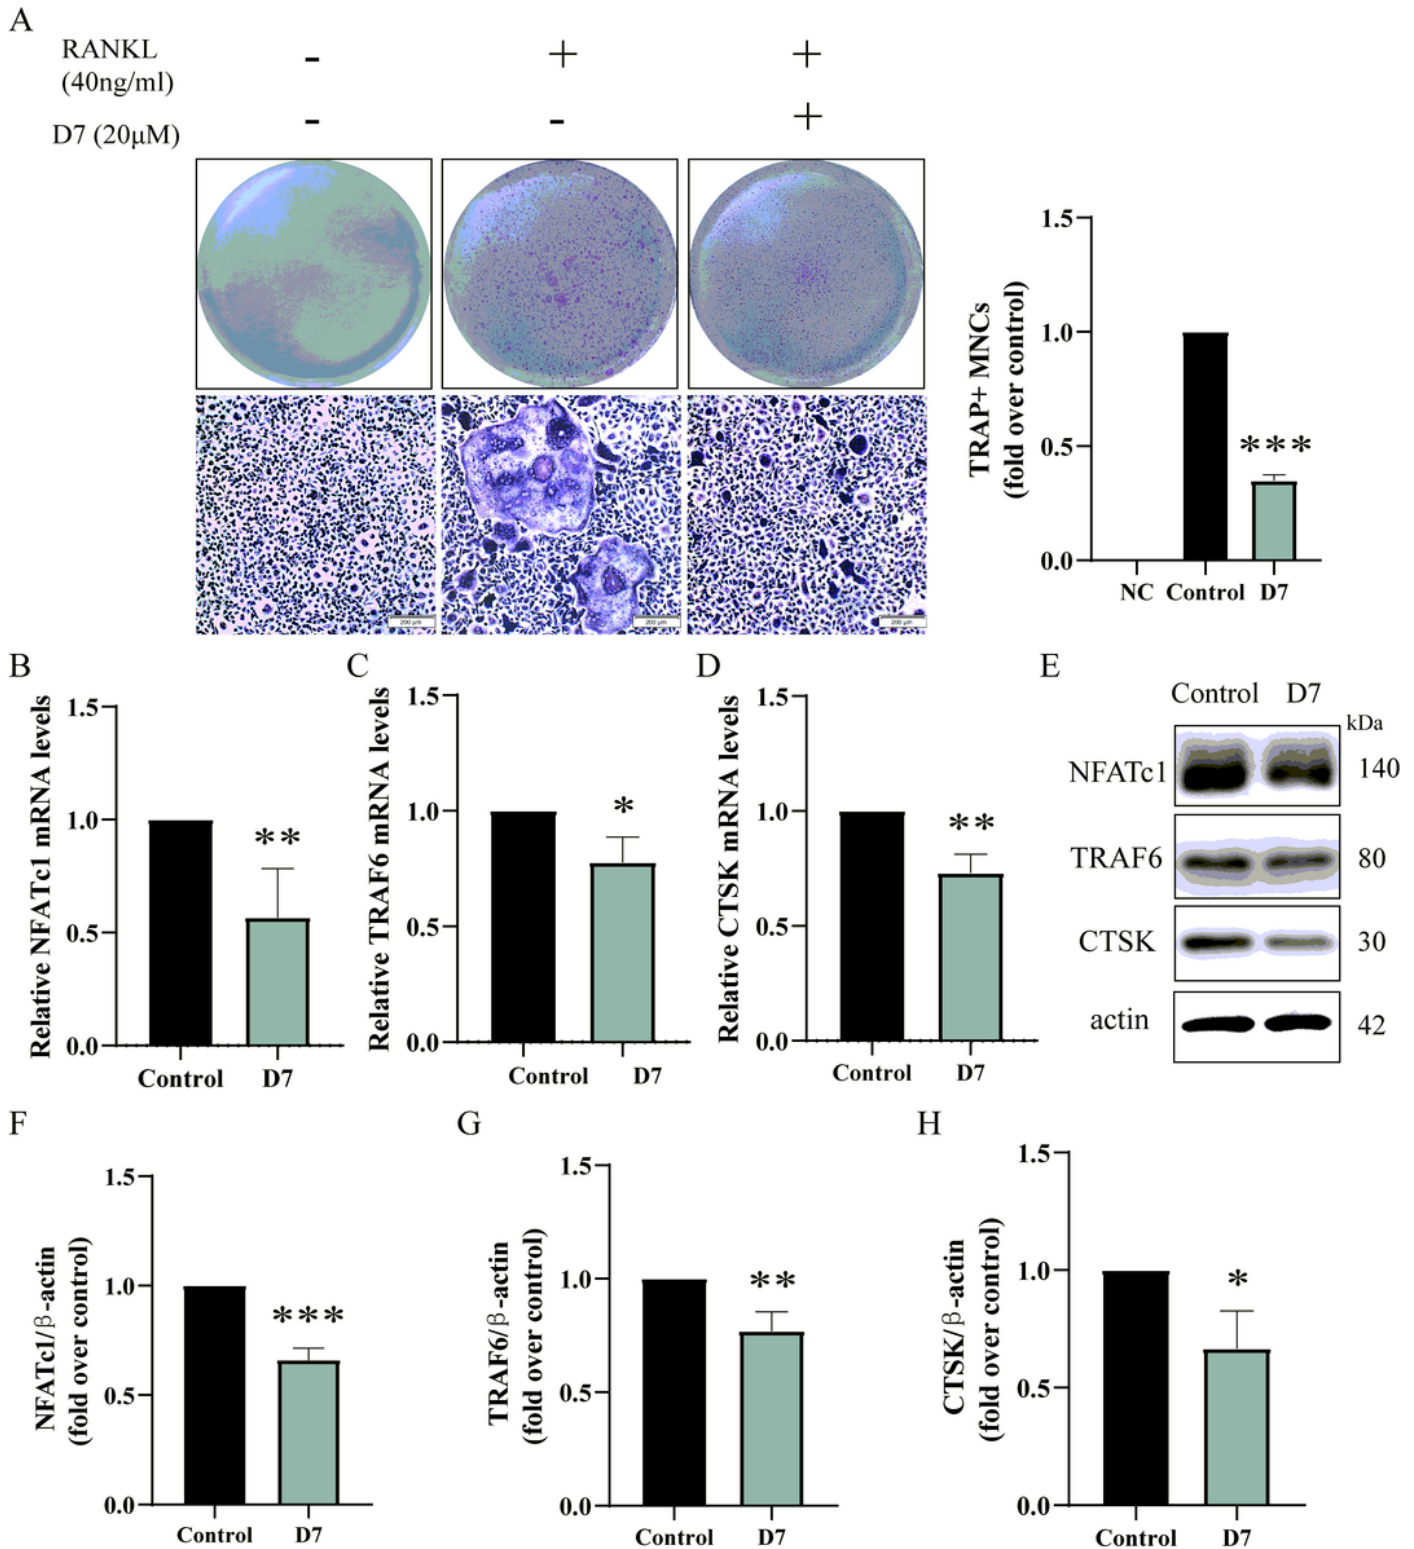 A
RANKL
(40ng/ml)
- + +
D7 (20μM)
- - +
200 μm
200 μm
200 μm
TRAP+ MNCs
(fold over control)
1.5
1.0
0.5
0.0
***
NC Control D7
B
Relative NFATc1 mRNA levels
1.5
1.0
0.5
0.0
**
Control D7
C
Relative TRAF6 mRNA levels
1.5
1.0
0.5
0.0
*
Control D7
D
Relative CTSK mRNA levels
1.5
1.0
0.5
0.0
**
Control D7
E
Control D7
kDa
NFATc1 140
TRAF6 80
CTSK 30
actin 42
F
NFATc1/β-actin
(fold over control)
1.5
1.0
0.5
0.0
***
Control D7
G
TRAF6/β-actin
(fold over control)
1.5
1.0
0.5
0.0
**
Control D7
H
CTSK/β-actin
(fold over control)
1.5
1.0
0.5
0.0
*
Control D7